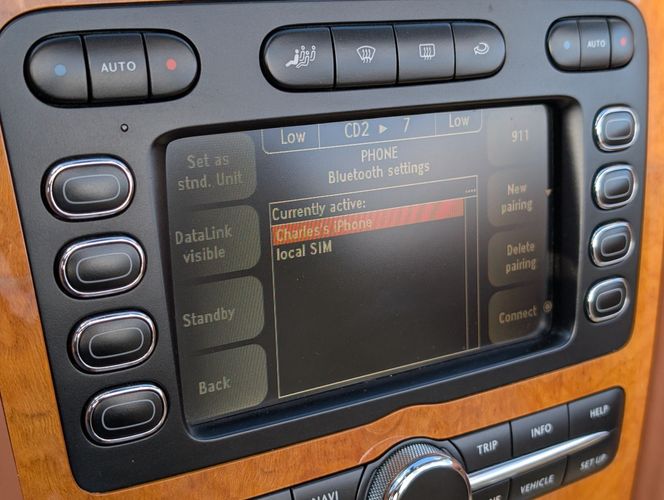 AUTO
AUTO
Low
CD2 ► 7
Low
PHONE
Bluetooth settings
Set as
stnd. Unit
DataLink
visible
Standby
Back
Currently active:
Charles's iPhone
local SIM
911
New
pairing
Delete
pairing
Connect
NAVI
TRIP
INFO
HELP
VEHICLE
SET UP